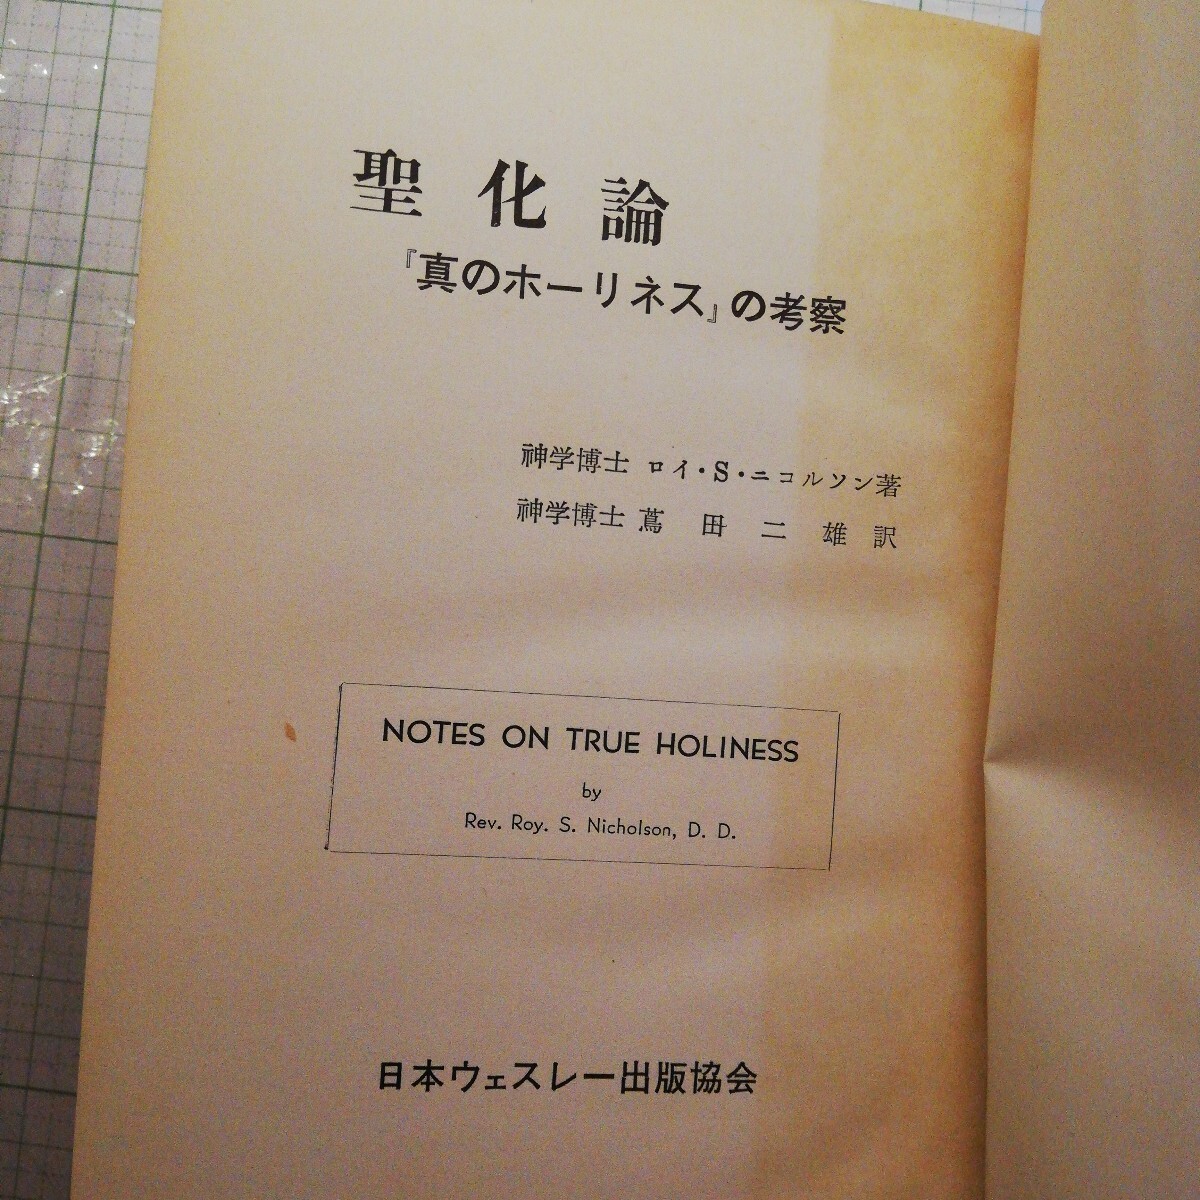 聖化論
『真のホーリネス』の考察
神学博士 ロイ・S・ニコルソン著
神学博士 蔦田二雄訳
NOTES ON TRUE HOLINESS
by
Rev. Roy. S. Nicholson, D. D.
日本ウェスレー出版協会